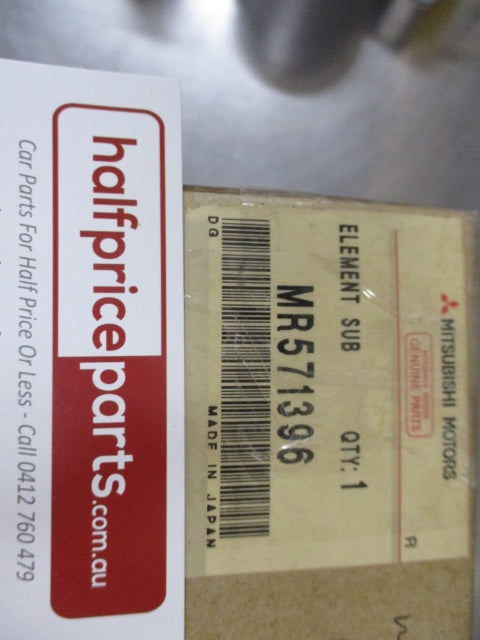 halfpriceparts.com.au
Car Parts For Half Price Or Less - Call 0412 760 479
MITSUBISHI MOTORS
GENUINE PARTS
R
ELEMENT SUB QTY: 1
MR571396
DQ MADE IN JAPAN